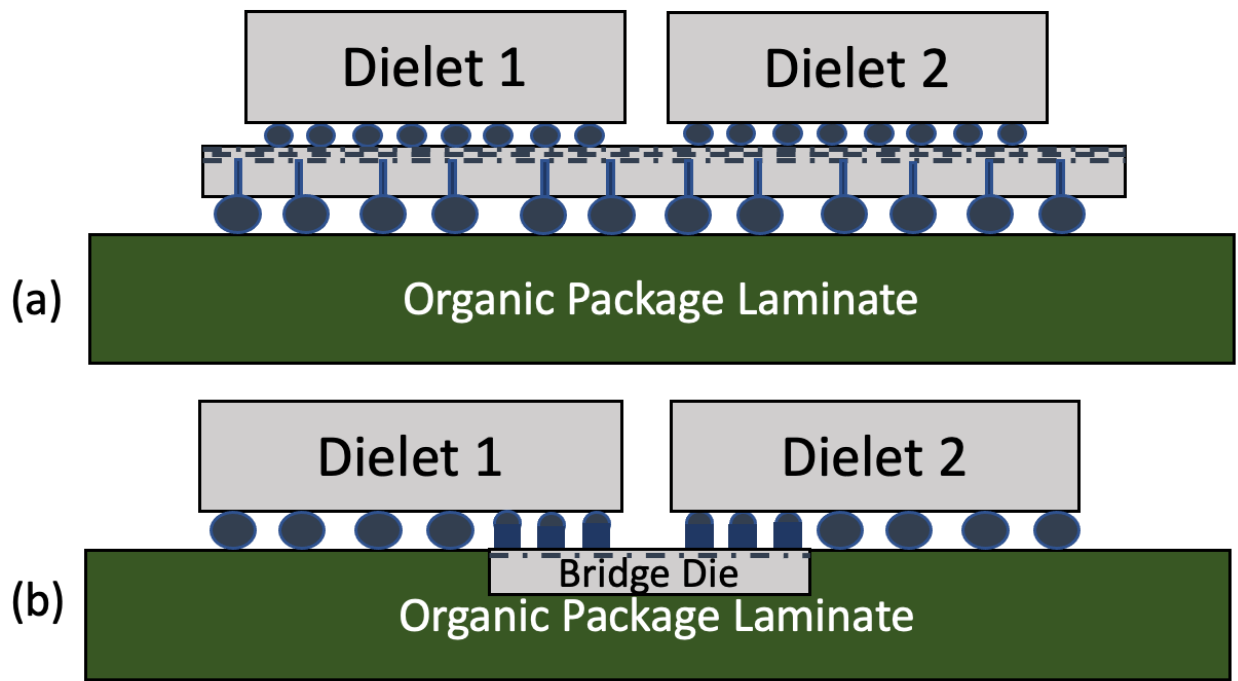 Dielet 1
Dielet 2
(a)
Organic Package Laminate
Dielet 1
Dielet 2
Bridge Die
(b)
Organic Package Laminate